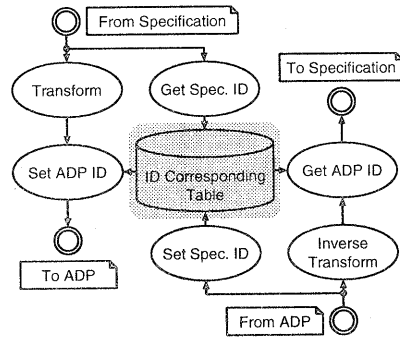 From Specification
To Specification
Transform
Get Spec. ID
Set ADP ID
ID Corresponding
Table
Get ADP ID
To ADP
Set Spec. ID
Inverse
Transform
From ADP